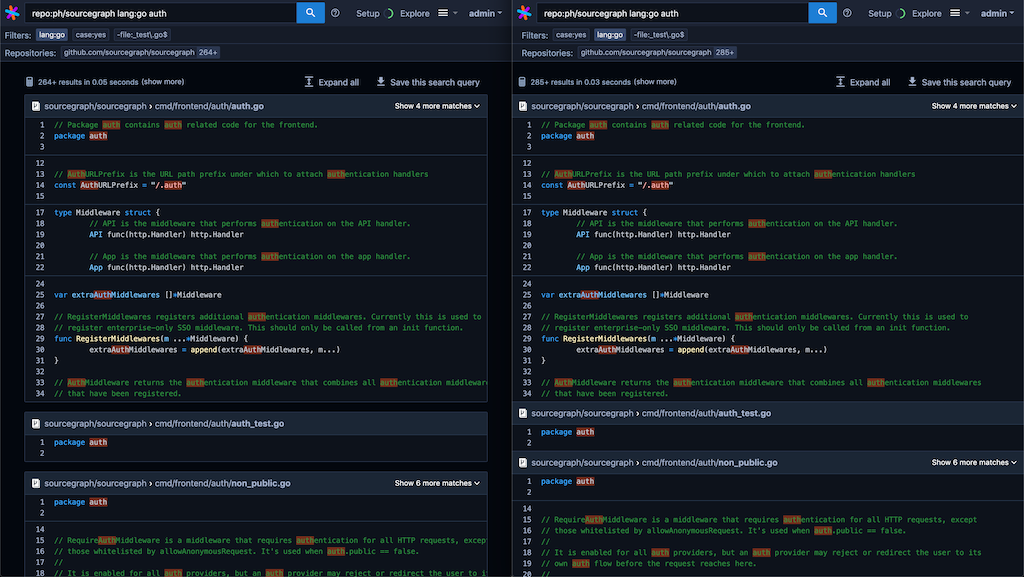 repo:ph/sourcegraph lang:go auth
Setup Explore admin
Filters: lang:go case:yes -file:_test\.go$
Repositories: github.com/sourcegraph/sourcegraph 264+
264+ results in 0.05 seconds (show more) Expand all Save this search query
sourcegraph/sourcegraph › cmd/frontend/auth/auth.go Show 4 more matches
1 // Package auth contains auth related code for the frontend.
2 package auth
3
12
13 // AuthURLPrefix is the URL path prefix under which to attach authentication handlers
14 const AuthURLPrefix = "/.auth"
15
17 type Middleware struct {
18 // API is the middleware that performs authentication on the API handler.
19 API func(http.Handler) http.Handler
20
21 // App is the middleware that performs authentication on the app handler.
22 App func(http.Handler) http.Handler
24
25 var extraAuthMiddlewares []*Middleware
26
27 // RegisterMiddlewares registers additional authentication middlewares. Currently this is used to
28 // register enterprise-only SSO middleware. This should only be called from an init function.
29 func RegisterMiddlewares(m ...*Middleware) {
30 extraAuthMiddlewares = append(extraAuthMiddlewares, m...)
31 }
32
33 // AuthMiddleware returns the authentication middleware that combines all authentication middleware
34 // that have been registered.
sourcegraph/sourcegraph › cmd/frontend/auth/auth_test.go
1 package auth
2
sourcegraph/sourcegraph › cmd/frontend/auth/non_public.go Show 6 more matches
1 package auth
2
14
15 // RequireAuthMiddleware is a middleware that requires authentication for all HTTP requests, except
16 // those whitelisted by allowAnonymousRequest. It's used when auth.public == false.
17 //
18 // It is enabled for all auth providers, but an auth provider may reject or redirect the user to i
repo:ph/sourcegraph lang:go auth
Setup Explore admin
Filters: case:yes lang:go -file:_test\.go$
Repositories: github.com/sourcegraph/sourcegraph 285+
285+ results in 0.03 seconds (show more) Expand all Save this search query
sourcegraph/sourcegraph › cmd/frontend/auth/auth.go Show 4 more matches
1 // Package auth contains auth related code for the frontend.
2 package auth
3
12
13 // AuthURLPrefix is the URL path prefix under which to attach authentication handlers
14 const AuthURLPrefix = "/.auth"
15
17 type Middleware struct {
18 // API is the middleware that performs authentication on the API handler.
19 API func(http.Handler) http.Handler
20
21 // App is the middleware that performs authentication on the app handler.
22 App func(http.Handler) http.Handler
24
25 var extraAuthMiddlewares []*Middleware
26
27 // RegisterMiddlewares registers additional authentication middlewares. Currently this is used to
28 // register enterprise-only SSO middleware. This should only be called from an init function.
29 func RegisterMiddlewares(m ...*Middleware) {
30 extraAuthMiddlewares = append(extraAuthMiddlewares, m...)
31 }
32
33 // AuthMiddleware returns the authentication middleware that combines all authentication middlewares
34 // that have been registered.
sourcegraph/sourcegraph › cmd/frontend/auth/auth_test.go
1 package auth
2
sourcegraph/sourcegraph › cmd/frontend/auth/non_public.go Show 6 more matches
1 package auth
2
14
15 // RequireAuthMiddleware is a middleware that requires authentication for all HTTP requests, except
16 // those whitelisted by allowAnonymousRequest. It's used when auth.public == false.
17 //
18 // It is enabled for all auth providers, but an auth provider may reject or redirect the user to its
19 // own auth flow before the request reaches here.
20 //